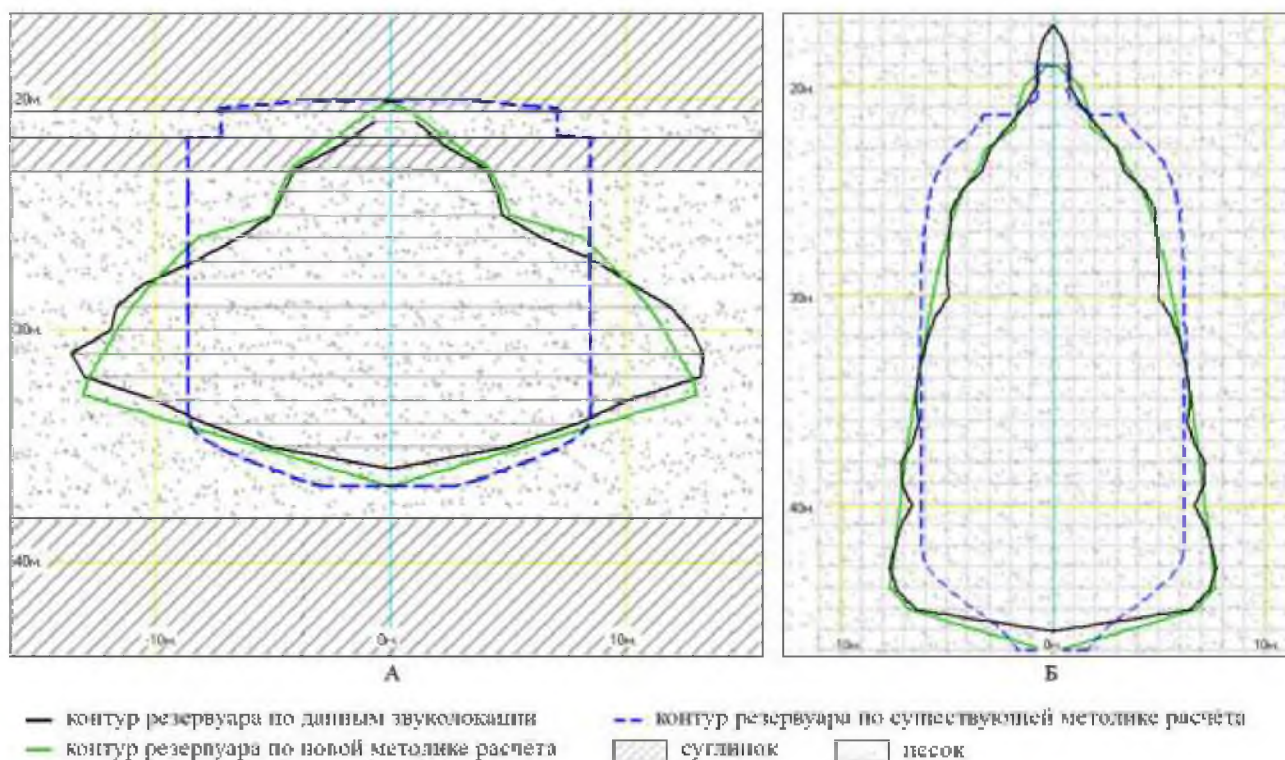 20м.
30м.
40м.
-10м.
0м.
10м.
А
20м.
30м.
40м.
10м.
0м.
10м.
Б
контур резервуара по данным звуколокации
контур резервуара по существующей методике расчёта
контур резервуара по новой методике расчёта
суглинок
песок